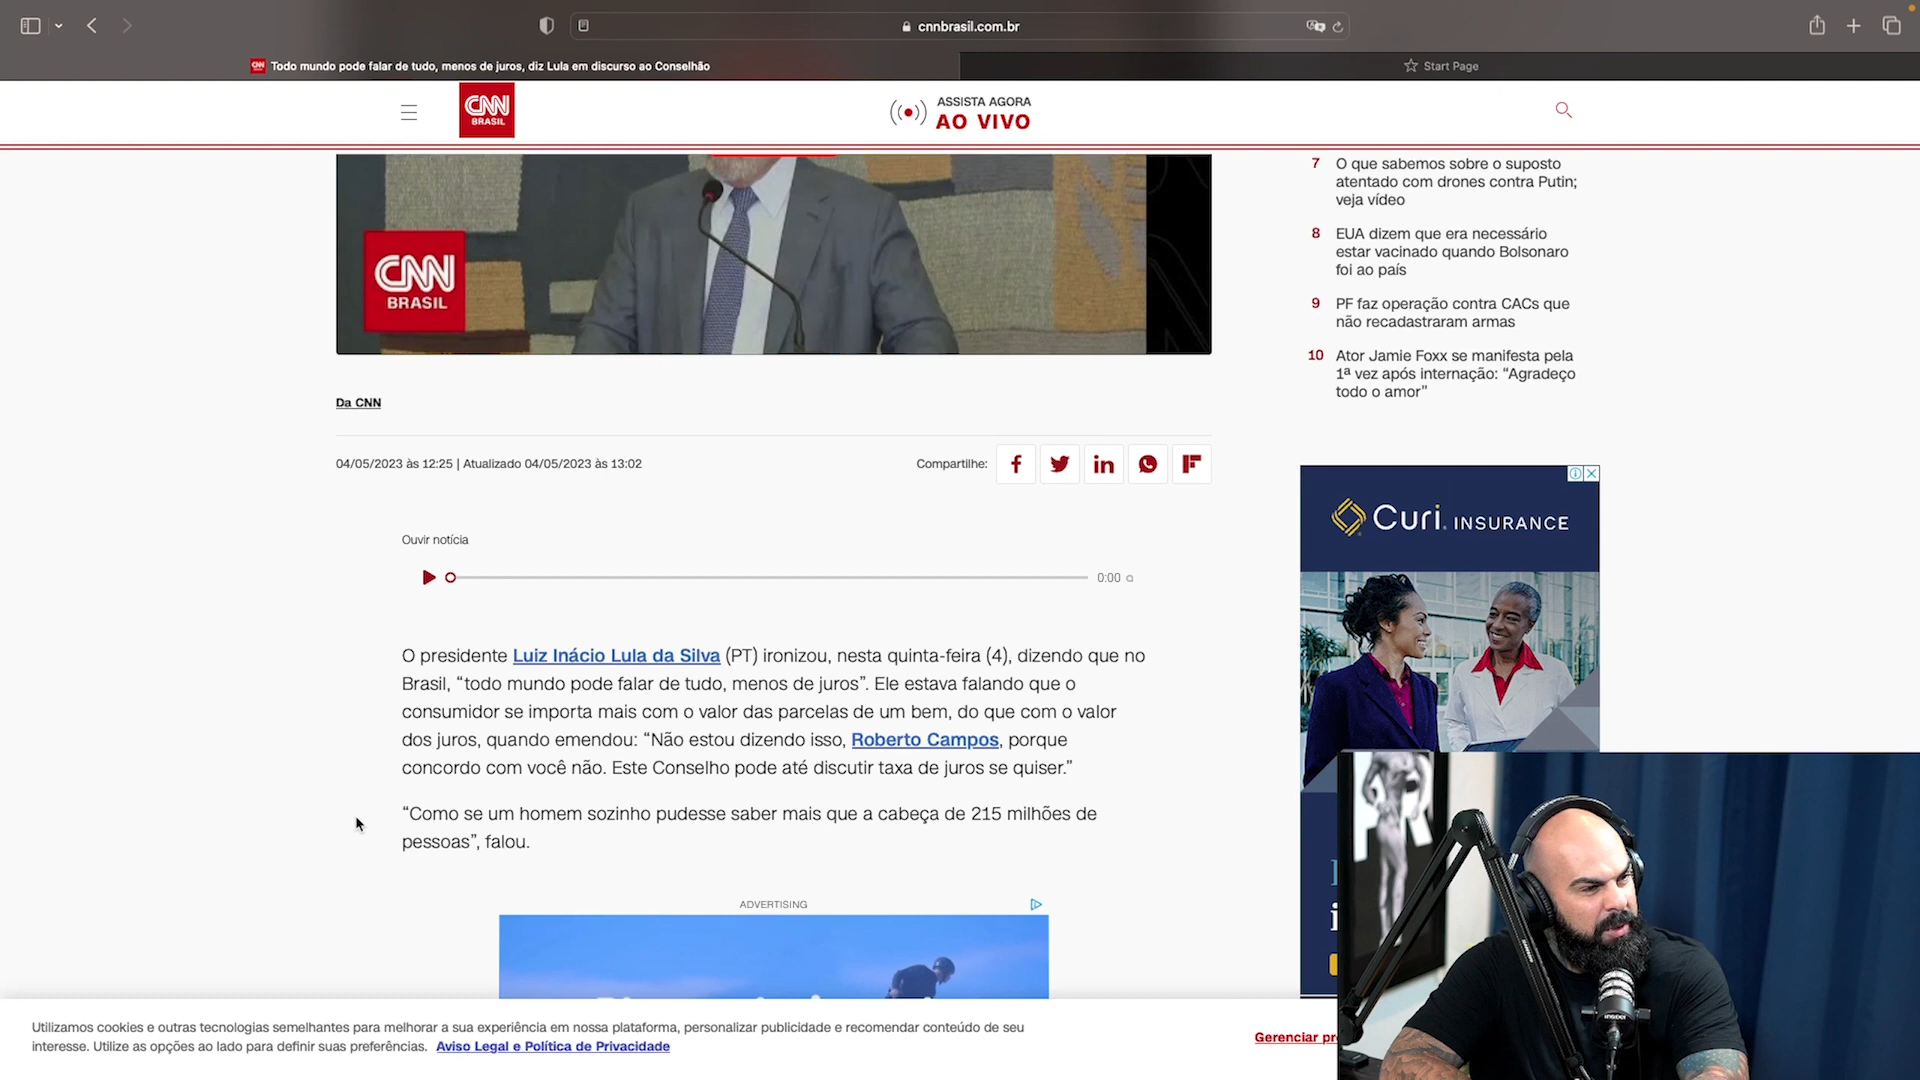 cnnbrasil.com.br
CNN Todo mundo pode falar de tudo, menos de juros, diz Lula em discurso ao Conselhão
Start Page
CNN
BRASIL
ASSISTA AGORA
AO VIVO
CNN
BRASIL
7 O que sabemos sobre o suposto
atentado com drones contra Putin;
veja vídeo
8 EUA dizem que era necessário
estar vacinado quando Bolsonaro
foi ao país
9 PF faz operação contra CACs que
não recadastraram armas
10 Ator Jamie Foxx se manifesta pela
1ª vez após internação: “Agradeço
todo o amor”
Da CNN
04/05/2023 às 12:25 | Atualizado 04/05/2023 às 13:02
Compartilhe:
Ouvir notícia
0:00
Curi. INSURANCE
O presidente Luiz Inácio Lula da Silva (PT) ironizou, nesta quinta-feira (4), dizendo que no
Brasil, “todo mundo pode falar de tudo, menos de juros”. Ele estava falando que o
consumidor se importa mais com o valor das parcelas de um bem, do que com o valor
dos juros, quando emendou: “Não estou dizendo isso, Roberto Campos, porque
concordo com você não. Este Conselho pode até discutir taxa de juros se quiser.”
“Como se um homem sozinho pudesse saber mais que a cabeça de 215 milhões de
pessoas”, falou.
ADVERTISING
Utilizamos cookies e outras tecnologias semelhantes para melhorar a sua experiência em nossa plataforma, personalizar publicidade e recomendar conteúdo de seu
interesse. Utilize as opções ao lado para definir suas preferências. Aviso Legal e Política de Privacidade
Gerenciar